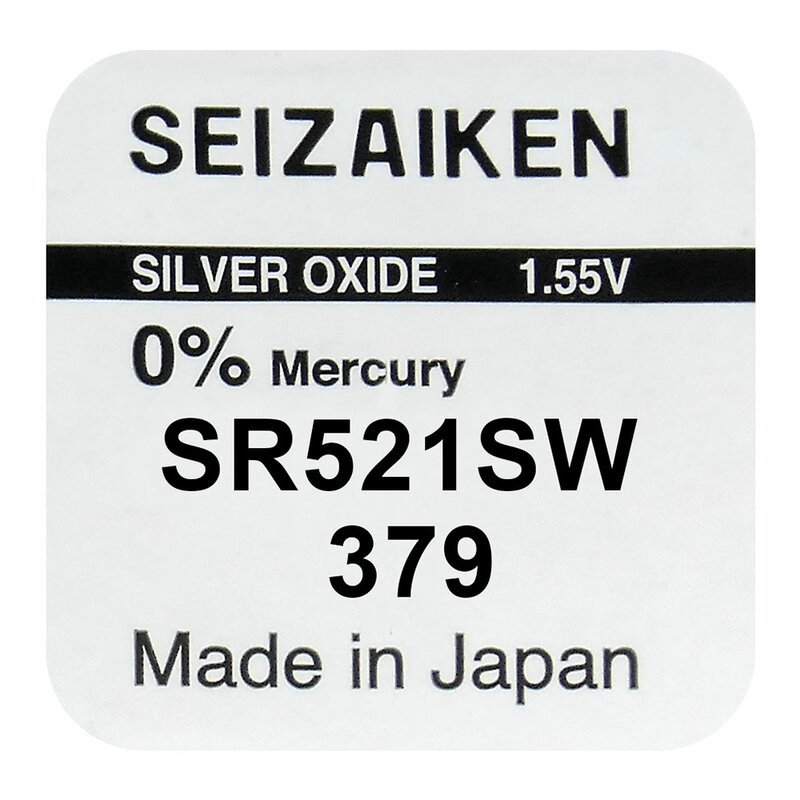 SEIZAIKEN
SILVER OXIDE 1.55V
0% Mercury
SR521SW
379
Made in Japan